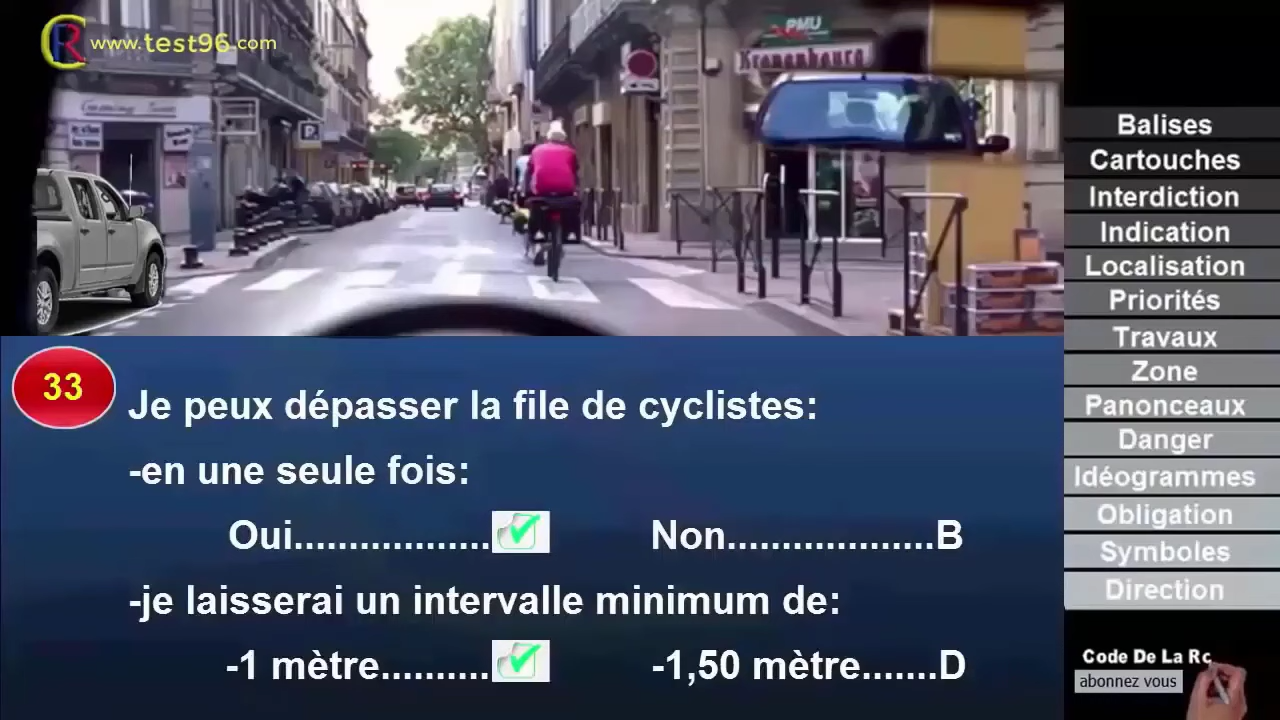 www.test96.com
PMU
Kronenbourg
P
33
Je peux dépasser la file de cyclistes:
-en une seule fois:
Oui.................. Non...................B
-je laisserai un intervalle minimum de:
-1 mètre.......... -1,50 mètre.......D
Balises
Cartouches
Interdiction
Indication
Localisation
Priorités
Travaux
Zone
Panonceaux
Danger
Idéogrammes
Obligation
Symboles
Direction
Code De La Rc
abonnez vous